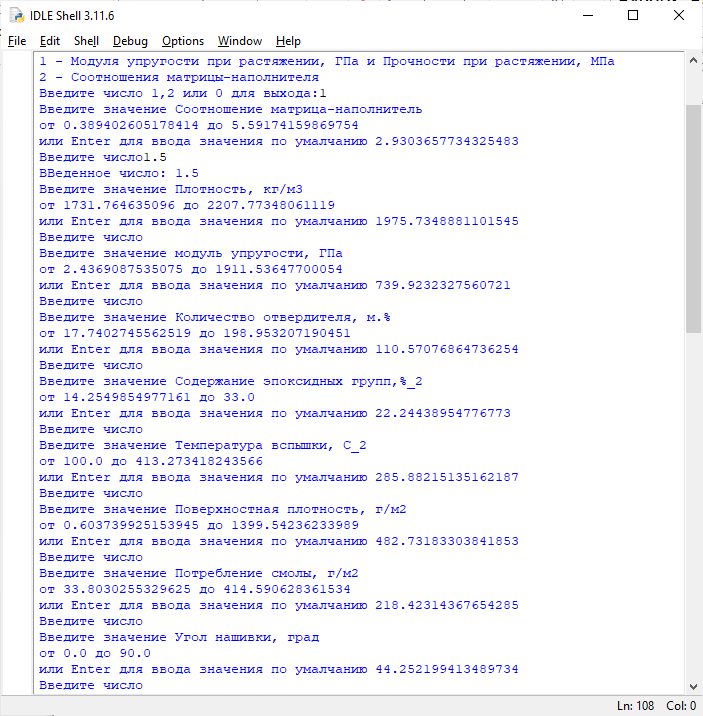 IDLE Shell 3.11.6
File Edit Shell Debug Options Window Help
1 - Модуля упругости при растяжении, ГПа и Прочности при растяжении, МПа
2 - Соотношения матрицы-наполнителя
Введите число 1,2 или 0 для выхода:1
Введите значение Соотношение матрица-наполнитель
от 0.389402605178414 до 5.59174159869754
или Enter для ввода значения по умолчанию 2.9303657734325483
Введите число1.5
ВВеденное число: 1.5
Введите значение Плотность, кг/м3
от 1731.764635096 до 2207.77348061119
или Enter для ввода значения по умолчанию 1975.7348881101545
Введите число
Введите значение модуль упругости, ГПа
от 2.4369087535075 до 1911.53647700054
или Enter для ввода значения по умолчанию 739.9232327560721
Введите число
Введите значение Количество отвердителя, м.%
от 17.7402745562519 до 198.953207190451
или Enter для ввода значения по умолчанию 110.57076864736254
Введите число
Введите значение Содержание эпоксидных групп,%_2
от 14.2549854977161 до 33.0
или Enter для ввода значения по умолчанию 22.24438954776773
Введите число
Введите значение Температура вспышки, С_2
от 100.0 до 413.273418243566
или Enter для ввода значения по умолчанию 285.88215135162187
Введите число
Введите значение Поверхностная плотность, г/м2
от 0.603739925153945 до 1399.54236233989
или Enter для ввода значения по умолчанию 482.73183303841853
Введите число
Введите значение Потребление смолы, г/м2
от 33.8030255329625 до 414.590628361534
или Enter для ввода значения по умолчанию 218.42314367654285
Введите число
Введите значение Угол нашивки, град
от 0.0 до 90.0
или Enter для ввода значения по умолчанию 44.252199413489734
Введите число
Ln: 108 Col: 0